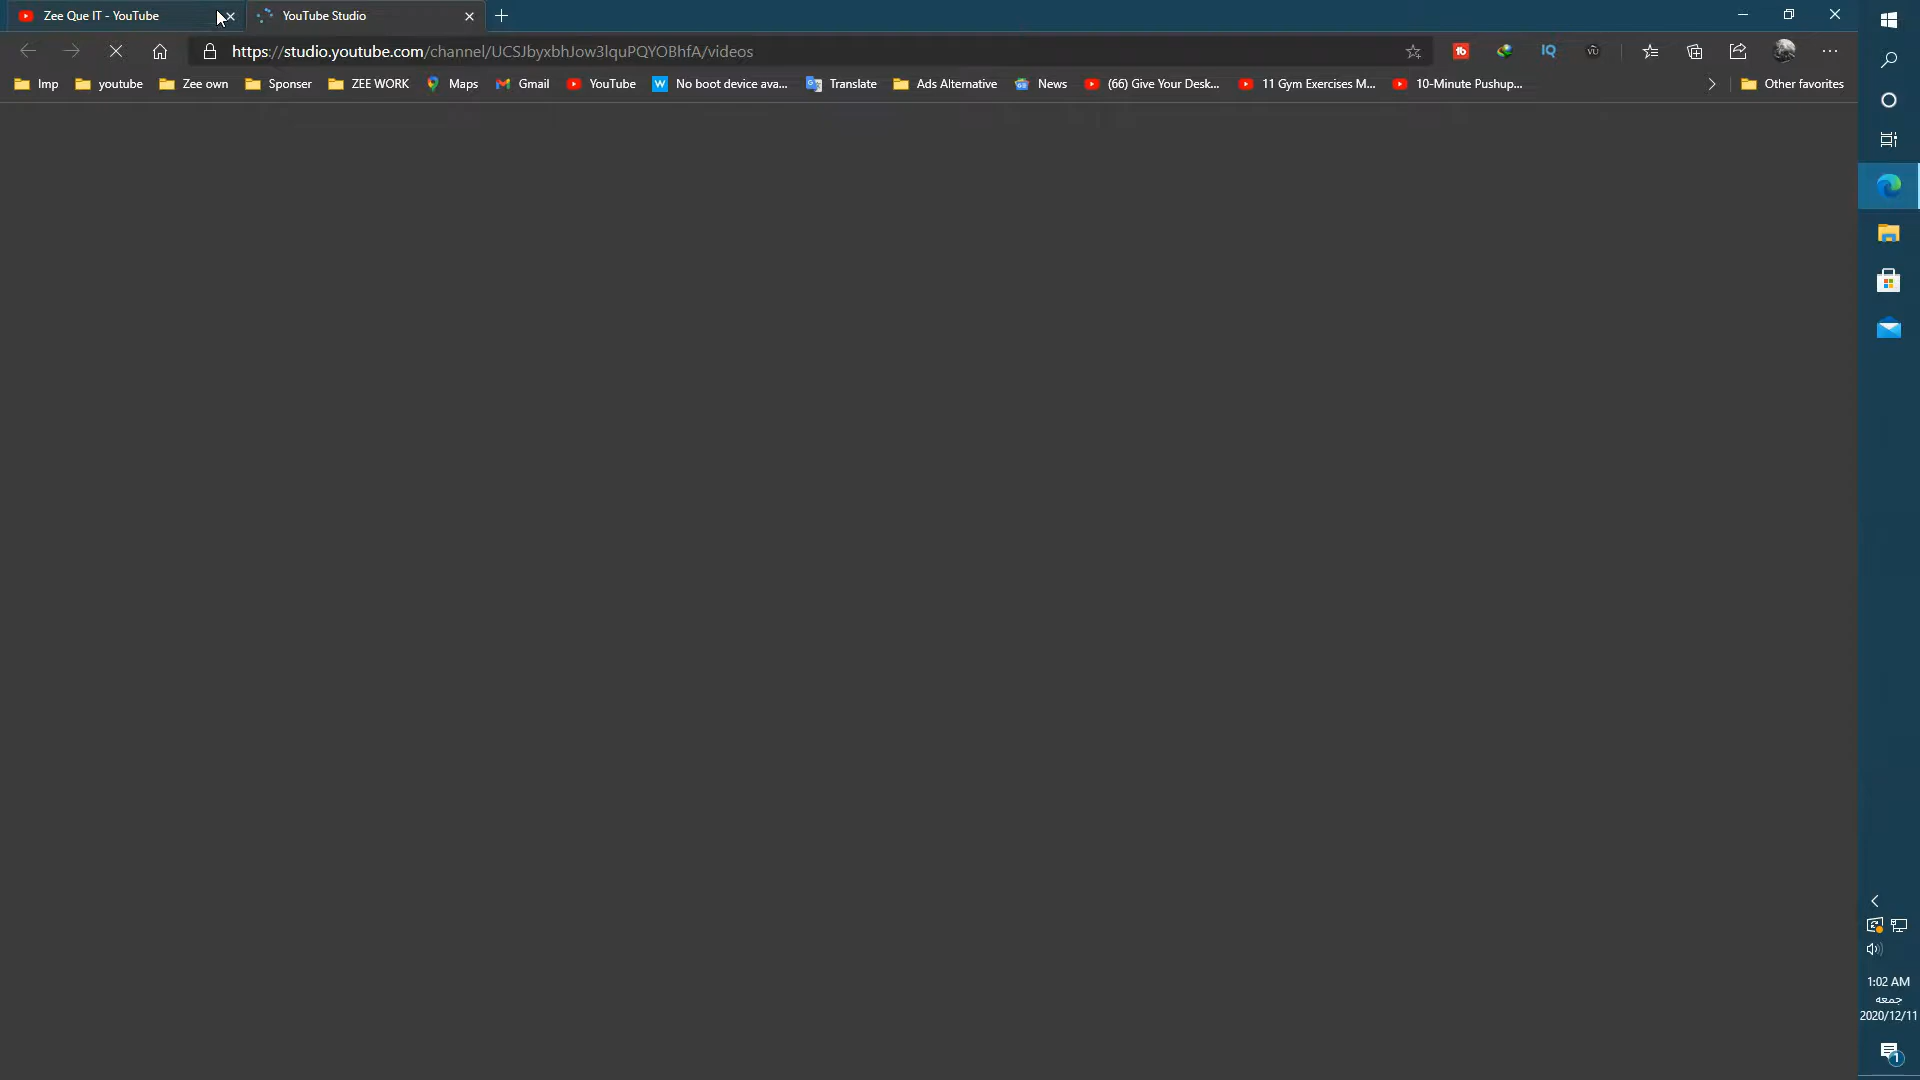 Zee Que IT - YouTube
YouTube Studio
https://studio.youtube.com/channel/UCSJbyxbhJow3lquPQYOBhfA/videos
Imp
youtube
Zee own
Sponser
ZEE WORK
Maps
Gmail
YouTube
No boot device ava...
Translate
Ads Alternative
News
(66) Give Your Desk...
11 Gym Exercises M...
10-Minute Pushup...
Other favorites
1:02 AM
جمعه
2020/12/11
1